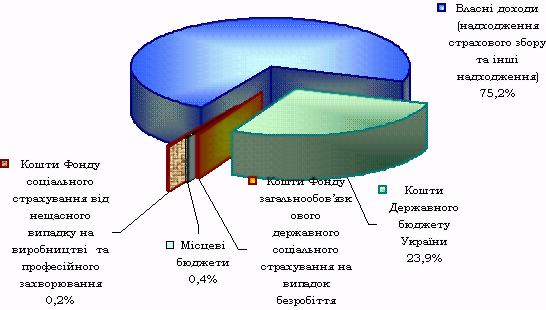 Власні доходи
(надходження
страхового збору
та інші
надходження)
75,2%
Кошти Фонду
соціального
страхування від
нещасного
випадку на
виробництві та
професійного
захворювання
0,2%
Місцеві
бюджети
0,4%
Кошти Фонду
загальнообов'язк
ового
державного
соціального
страхування на
випадок
безробіття
Кошти
Державного
бюджету
України
23,9%